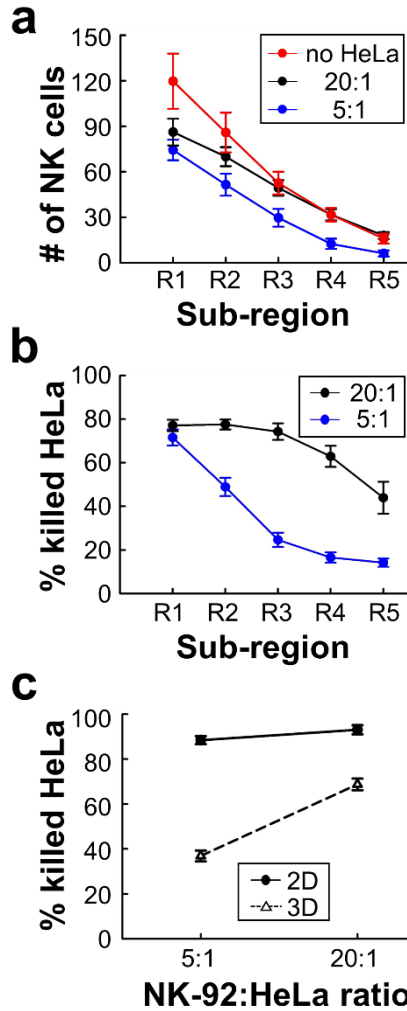 a
# of NK cells
150
120
90
60
30
0
no HeLa
20:1
5:1
R1 R2 R3 R4 R5
Sub-region
b
% killed HeLa
100
80
60
40
20
0
20:1
5:1
R1 R2 R3 R4 R5
Sub-region
c
% killed HeLa
100
80
60
40
20
0
2D
3D
5:1 20:1
NK-92:HeLa ratio